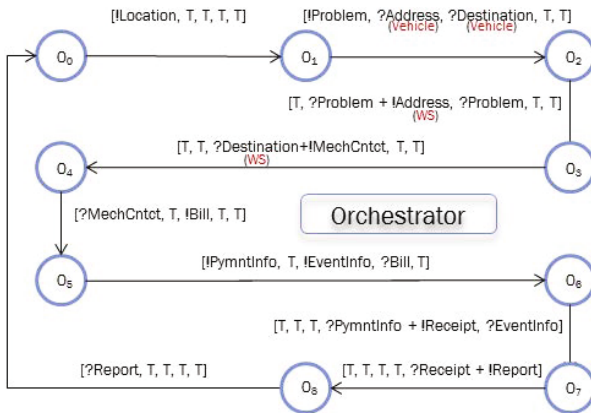 [!Location, T, T, T, T]
[!Problem, ?Address, ?Destination, T, T]
(Vehicle) (Vehicle)
O₀
O₁
O₂
[T, ?Problem + !Address, ?Problem, T, T]
(WS)
[T, T, ?Destination+!MechCntct, T, T]
(WS)
O₄
O₃
[?MechCntct, T, !Bill, T, T]
Orchestrator
[!PymntInfo, T, !EventInfo, ?Bill, T]
O₅
O₆
[T, T, T, ?PymntInfo + !Receipt, ?EventInfo]
[?Report, T, T, T, T]
[T, T, T, T, ?Receipt + !Report]
O₈
O₇